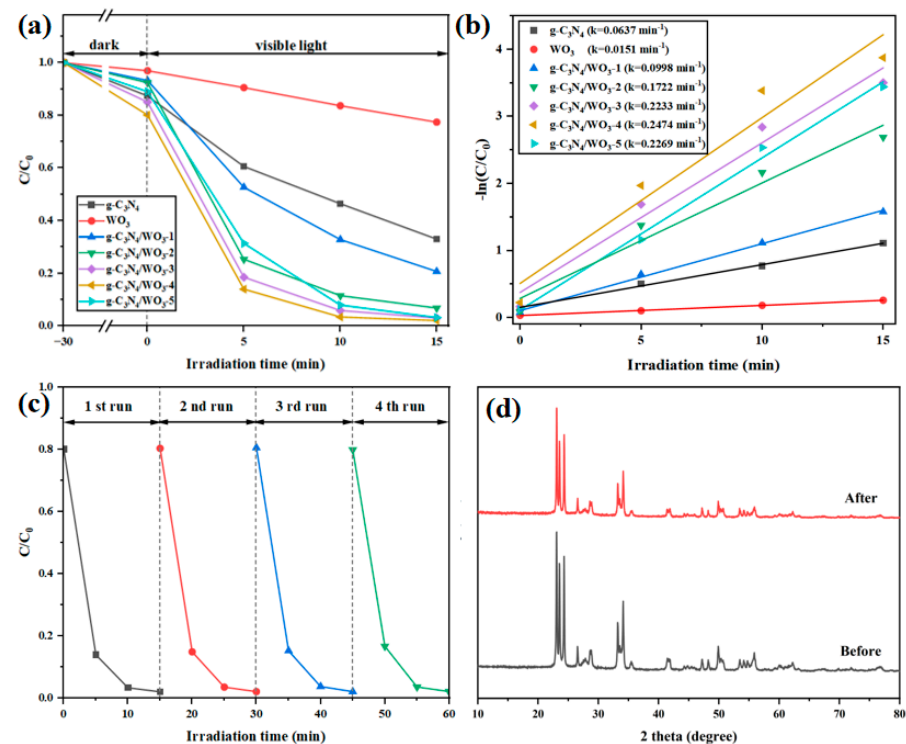 (a)
dark
visible light
C/C₀
1.0
0.8
0.6
0.4
0.2
0.0
g-C₃N₄
WO₃
g-C₃N₄/WO₃-1
g-C₃N₄/WO₃-2
g-C₃N₄/WO₃-3
g-C₃N₄/WO₃-4
g-C₃N₄/WO₃-5
−30 0 5 10 15
Irradiation time (min)
(b)
-ln(C/C₀)
4
3
2
1
0
g-C₃N₄ (k=0.0637 min⁻¹)
WO₃ (k=0.0151 min⁻¹)
g-C₃N₄/WO₃-1 (k=0.0998 min⁻¹)
g-C₃N₄/WO₃-2 (k=0.1722 min⁻¹)
g-C₃N₄/WO₃-3 (k=0.2233 min⁻¹)
g-C₃N₄/WO₃-4 (k=0.2474 min⁻¹)
g-C₃N₄/WO₃-5 (k=0.2269 min⁻¹)
0 5 10 15
Irradiation time (min)
(c)
1 st run 2 nd run 3 rd run 4 th run
C/C₀
1.0
0.8
0.6
0.4
0.2
0.0
0 10 20 30 40 50 60
Irradiation time (min)
(d)
After
Before
10 20 30 40 50 60 70 80
2 theta (degree)